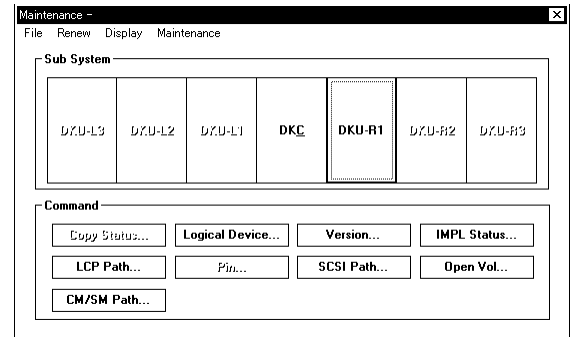 Maintenance -
File Renew Display Maintenance
Sub System
DKU-L3 DKU-L2 DKU-L1 DKC DKU-R1 DKU-R2 DKU-R3
Command
Copy Status... Logical Device... Version... IMPL Status...
LCP Path... Pin... SCSI Path... Open Vol...
CM/SM Path...